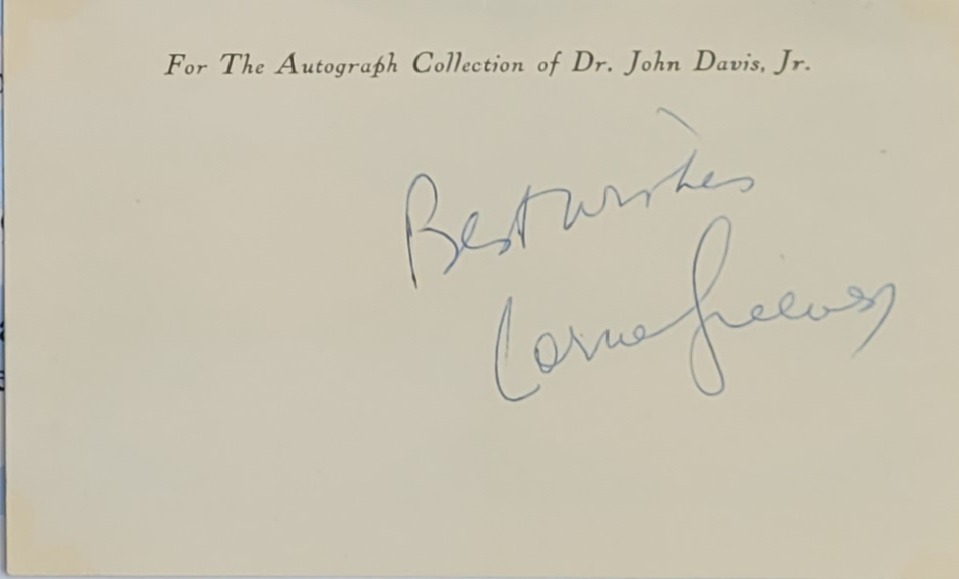 For The Autograph Collection of Dr. John Davis, Jr.
Best wishes
Lorne Greene